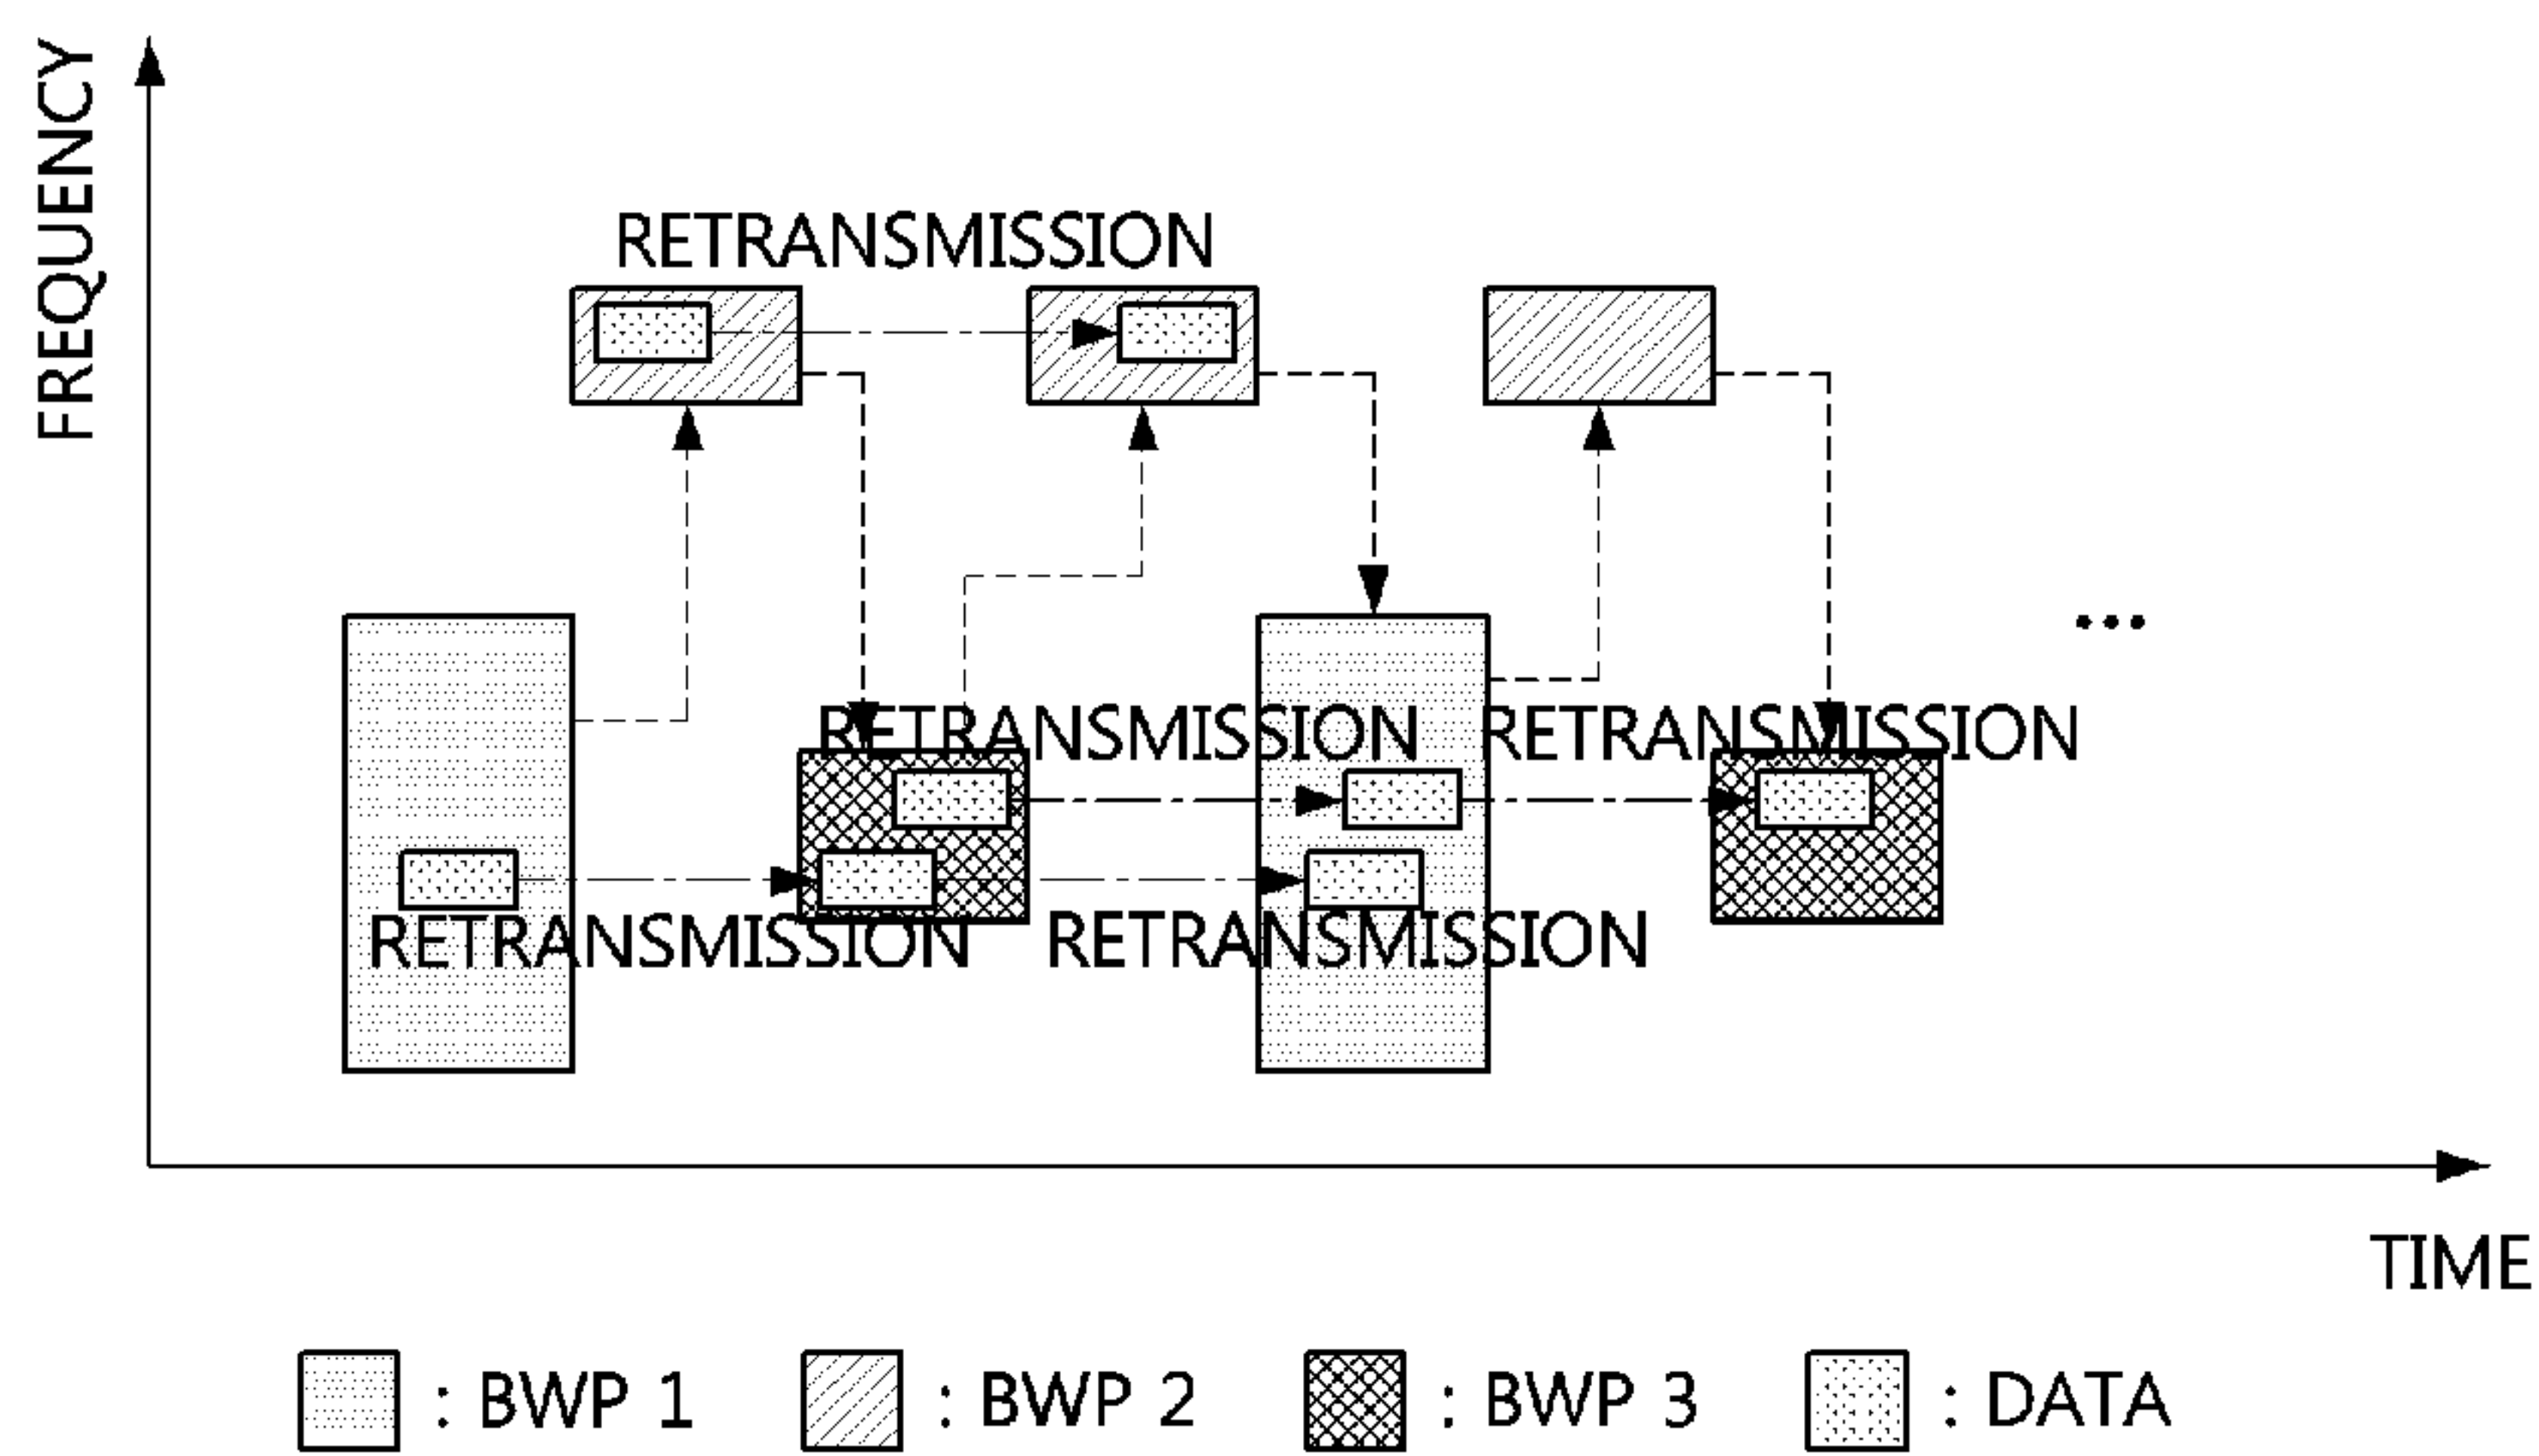 FREQUENCY
RETRANSMISSION
RETRANSMISSION RETRANSMISSION
RETRANSMISSION RETRANSMISSION
...
TIME
: BWP 1 : BWP 2 : BWP 3 : DATA